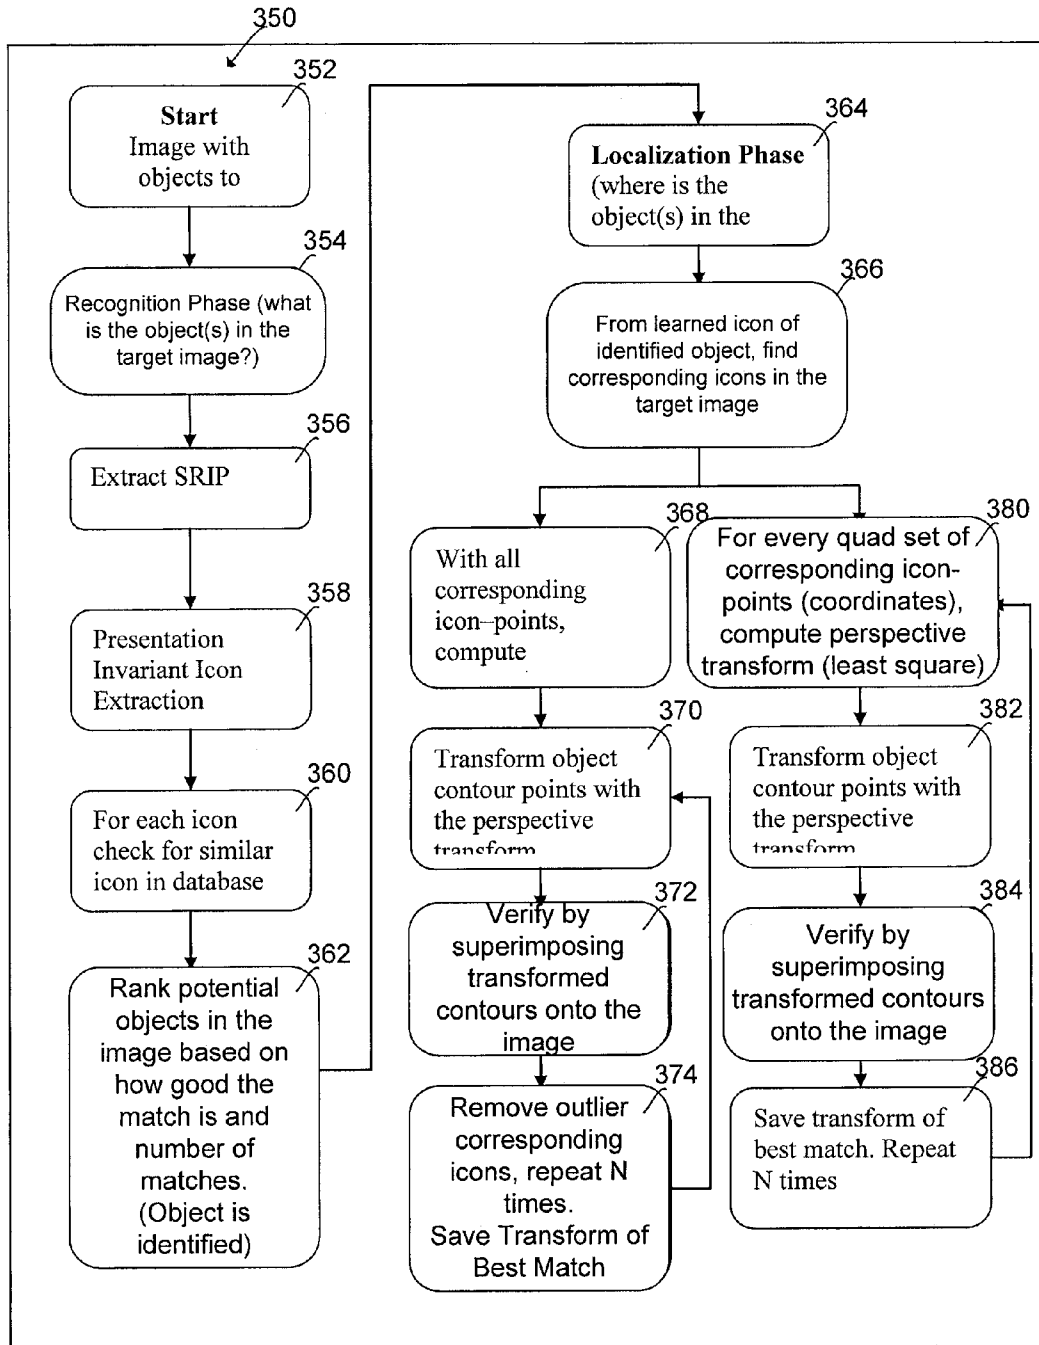 350
352
Start
Image with
objects to
354
Recognition Phase (what
is the object(s) in the
target image?)
356
Extract SRIP
358
Presentation
Invariant Icon
Extraction
360
For each icon
check for similar
icon in database
362
Rank potential
objects in the
image based on
how good the
match is and
number of
matches.
(Object is
identified)
364
Localization Phase
(where is the
object(s) in the
366
From learned icon of
identified object, find
corresponding icons in the
target image
368
With all
corresponding
icon–points,
compute
370
Transform object
contour points with
the perspective
transform
372
Verify by
superimposing
transformed
contours onto the
image
374
Remove outlier
corresponding
icons, repeat N
times.
Save Transform of
Best Match
380
For every quad set of
corresponding icon-
points (coordinates),
compute perspective
transform (least square)
382
Transform object
contour points with
the perspective
transform
384
Verify by
superimposing
transformed contours
onto the image
386
Save transform of
best match. Repeat
N times